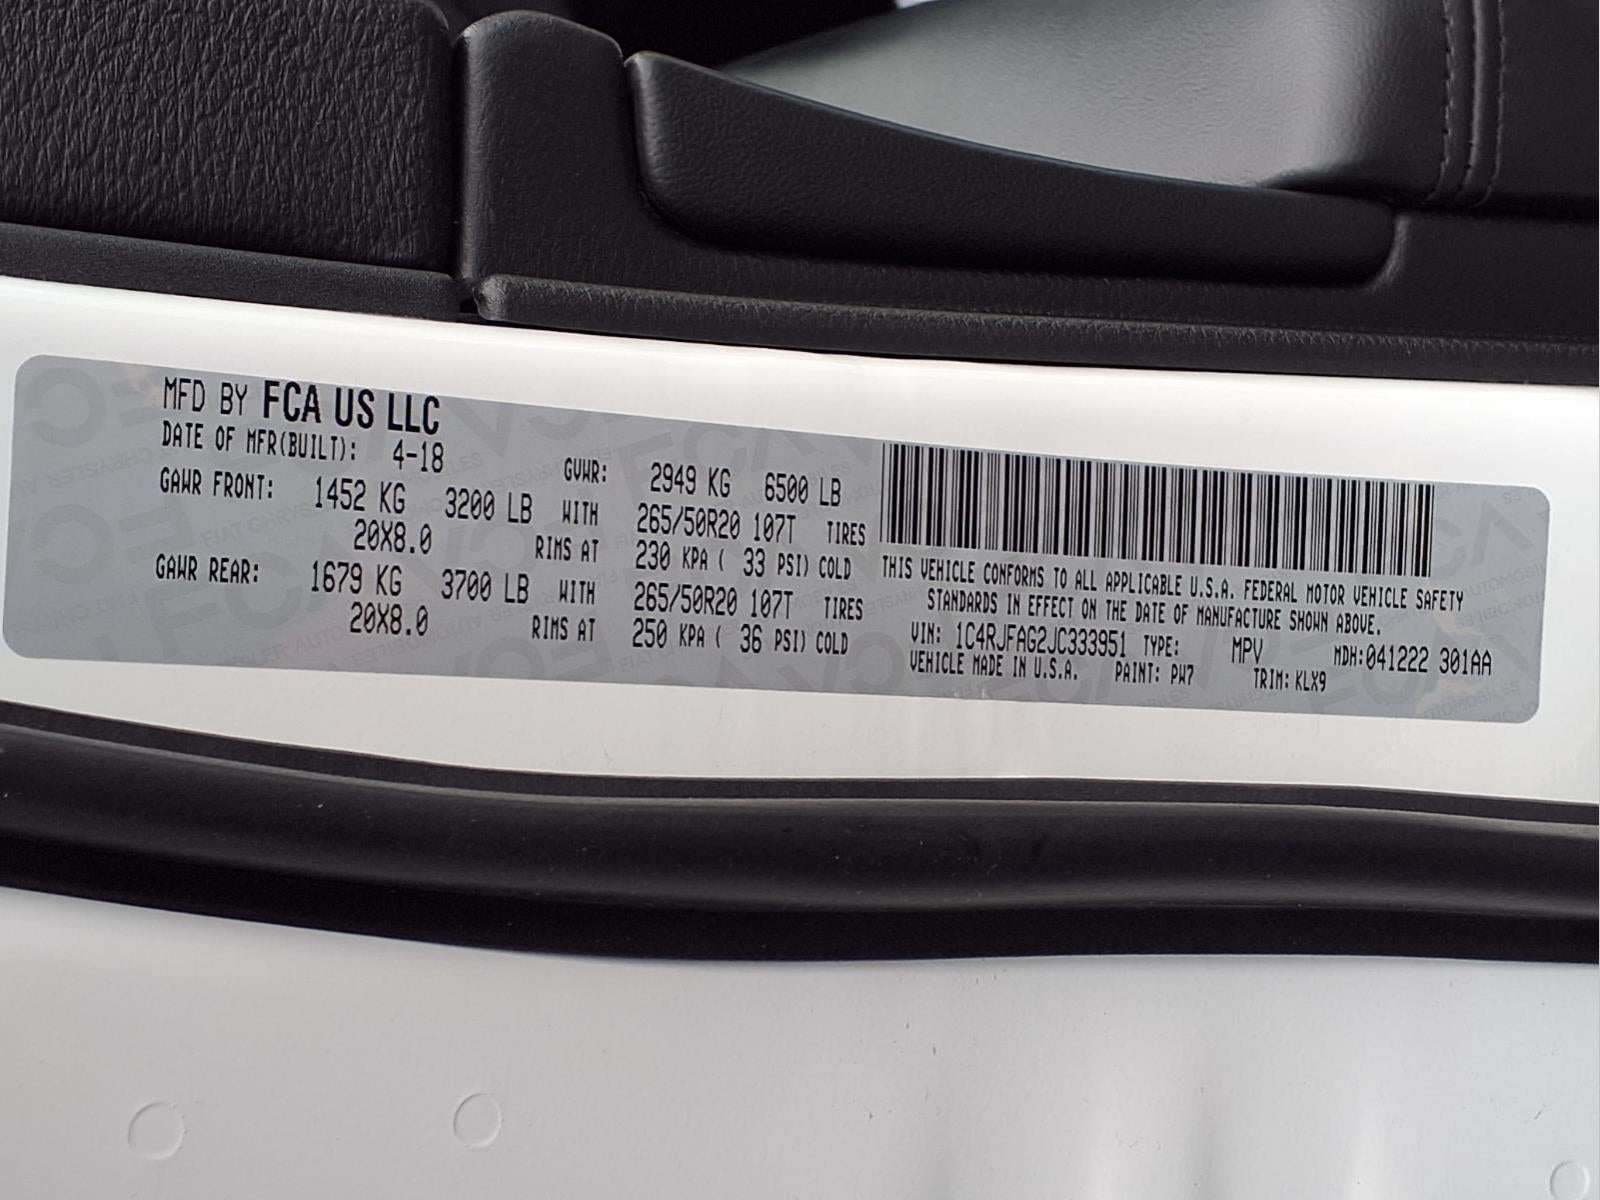 MFD BY FCA US LLC
DATE OF MFR(BUILT): 4-18 GVWR: 2949 KG 6500 LB
GAWR FRONT: 1452 KG 3200 LB WITH 265/50R20 107T TIRES
20X8.0 RIMS AT 230 KPA ( 33 PSI) COLD
GAWR REAR: 1679 KG 3700 LB WITH 265/50R20 107T TIRES
20X8.0 RIMS AT 250 KPA ( 36 PSI) COLD
THIS VEHICLE CONFORMS TO ALL APPLICABLE U.S.A. FEDERAL MOTOR VEHICLE SAFETY
STANDARDS IN EFFECT ON THE DATE OF MANUFACTURE SHOWN ABOVE.
VIN: 1C4RJFAG2JC333951 TYPE: MPV MDH:041222 301AA
VEHICLE MADE IN U.S.A. PAINT: PW7 TRIM: KLX9